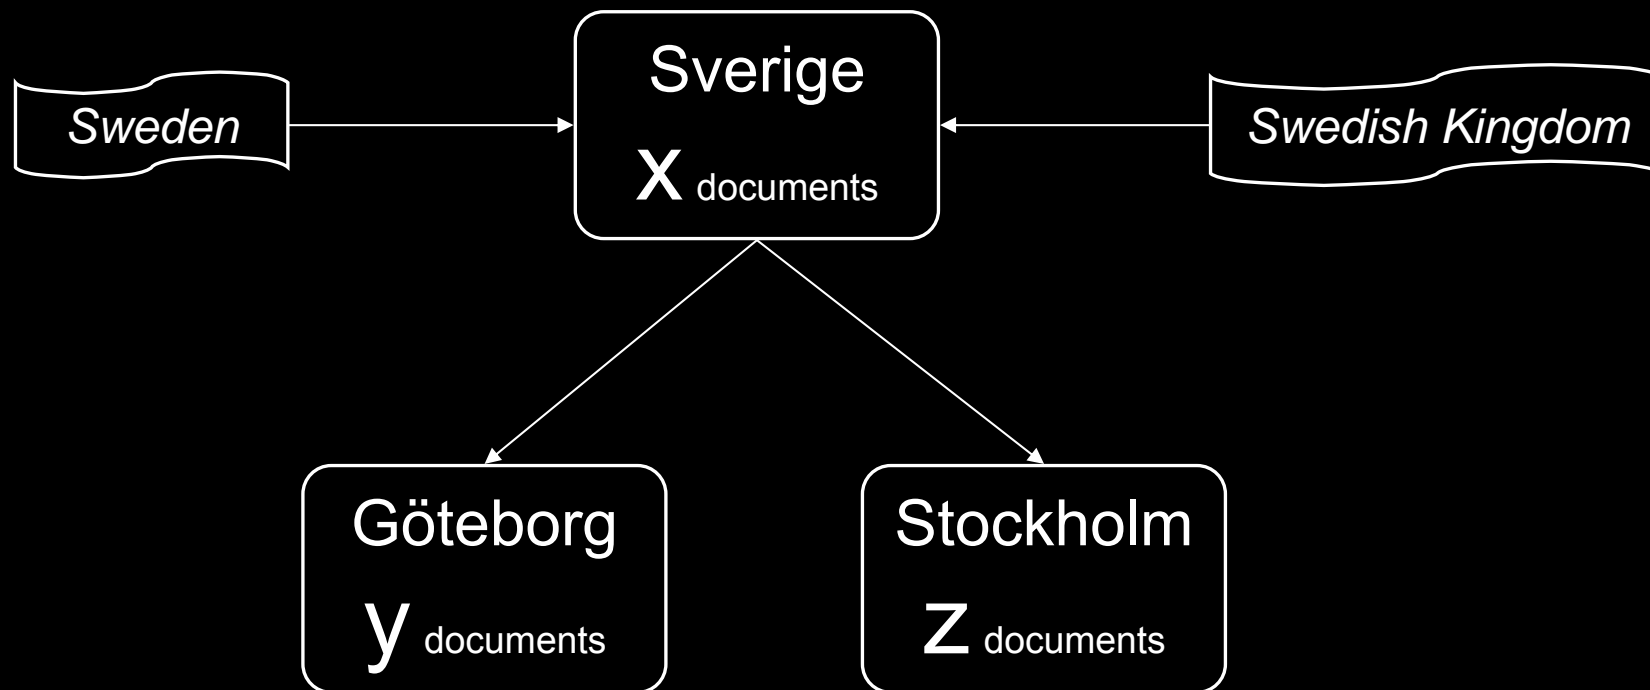 Sverige
x documents
Sweden
Swedish Kingdom
Göteborg
y documents
Stockholm
z documents